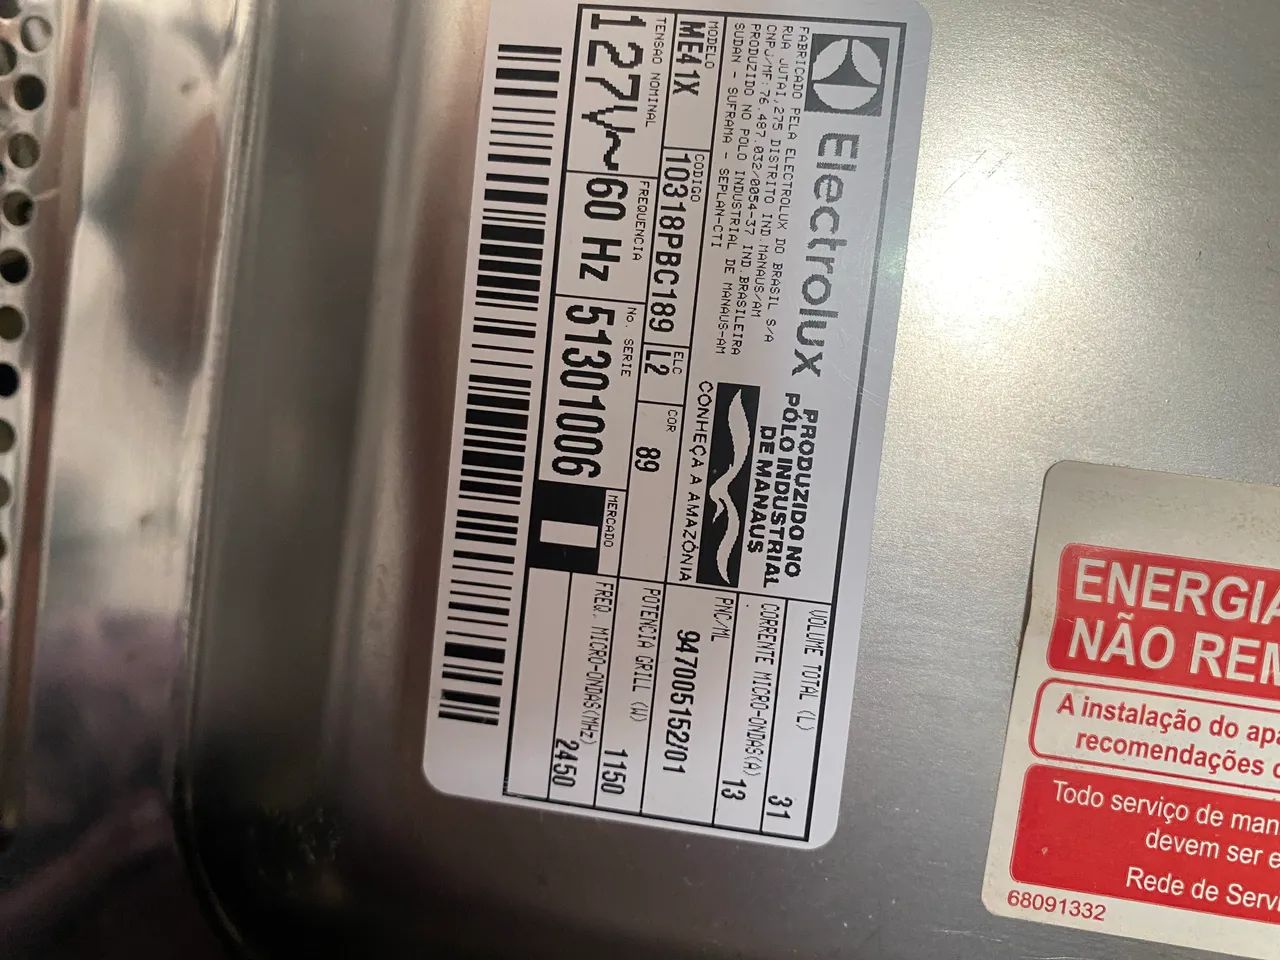 Electrolux
PRODUZIDO NO
PÓLO INDUSTRIAL
DE MANAUS
CONHEÇA A AMAZÔNIA
FABRICADO PELA ELECTROLUX DO BRASIL S/A
RUA JUTAI,275 DISTRITO IND.MANAUS/AM
CNPJ/MF:76.487.032/0054-37 IND.BRASILEIRA
PRODUZIDO NO POLO INDUSTRIAL DE MANAUS-AM
SUDAN - SUFRAMA - SEPLAN-CTI
MODELO
ME41X
CODIGO
10318PBC189
ELC
L2
COR
89
TENSAO NOMINAL
127V~
FREQUENCIA
60 Hz
No. SERIE
51301006
MERCADO
VOLUME TOTAL (L)
31
CORRENTE MICRO-ONDAS(A)
13
PNC/ML
947005152/01
POTENCIA GRILL (W)
1150
FREQ. MICRO-ONDAS(MHz)
2450
ENERGIA
NÃO REM
A instalação do apa
recomendações d
Todo serviço de man
devem ser e
Rede de Servi
68091332